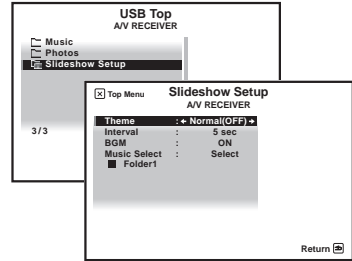 USB Top
A/V RECEIVER
Music
Photos
Slideshow Setup
3/3
Top Menu
Slideshow Setup
A/V RECEIVER
Theme : Normal(OFF)
Interval : 5 sec
BGM : ON
Music Select : Select
Folder1
Return